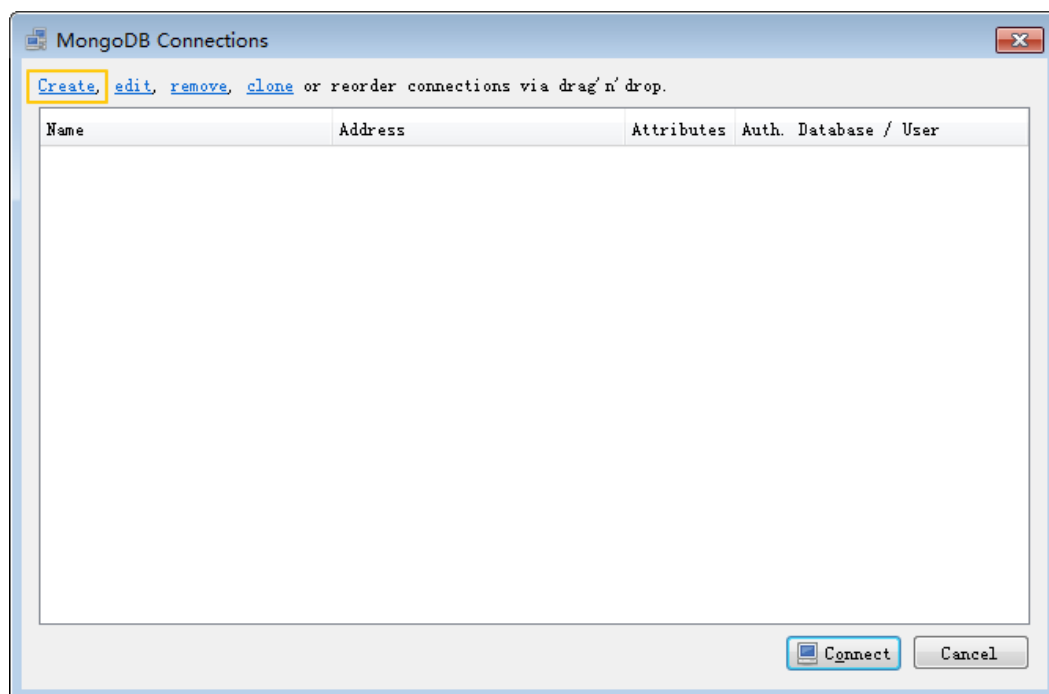 MongoDB Connections
Create, edit, remove, clone or reorder connections via drag'n'drop.
Name Address Attributes Auth. Database / User
Connect Cancel